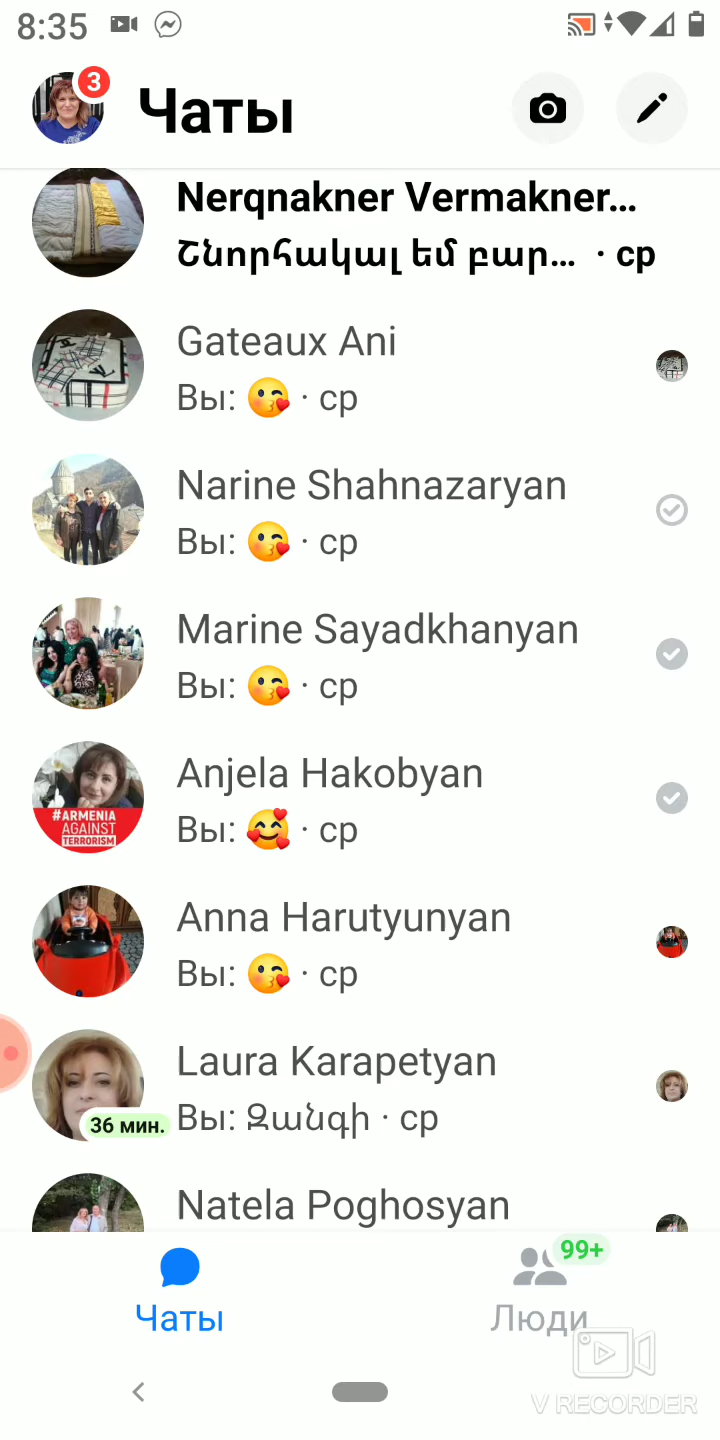 8:35
3
Чаты
Nerqnakner Vermakner...
Շնորհակալ եմ բար... · ср
Gateaux Ani
Вы: 😘 · ср
Narine Shahnazaryan
Вы: 😘 · ср
Marine Sayadkhanyan
Вы: 😘 · ср
Anjela Hakobyan
Вы: 🥰 · ср
#ARMENIA
AGAINST
TERRORISM
Anna Harutyunyan
Вы: 😘 · ср
Laura Karapetyan
36 мин.
Вы: Զանգի · ср
Natela Poghosyan
99+
Чаты
Люди
V RECORDER